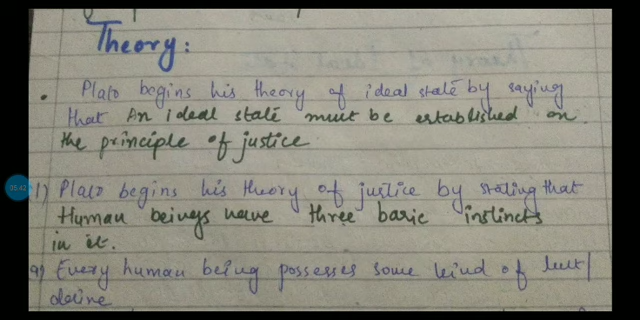 Theory:
• Plato begins his theory of ideal state by saying
that An ideal state must be established on
the principle of justice
1) Plato begins his theory of justice by stating that
Human beings have three basic instincts
in it.
a) Every human being possesses some kind of lust/
desire
05:42